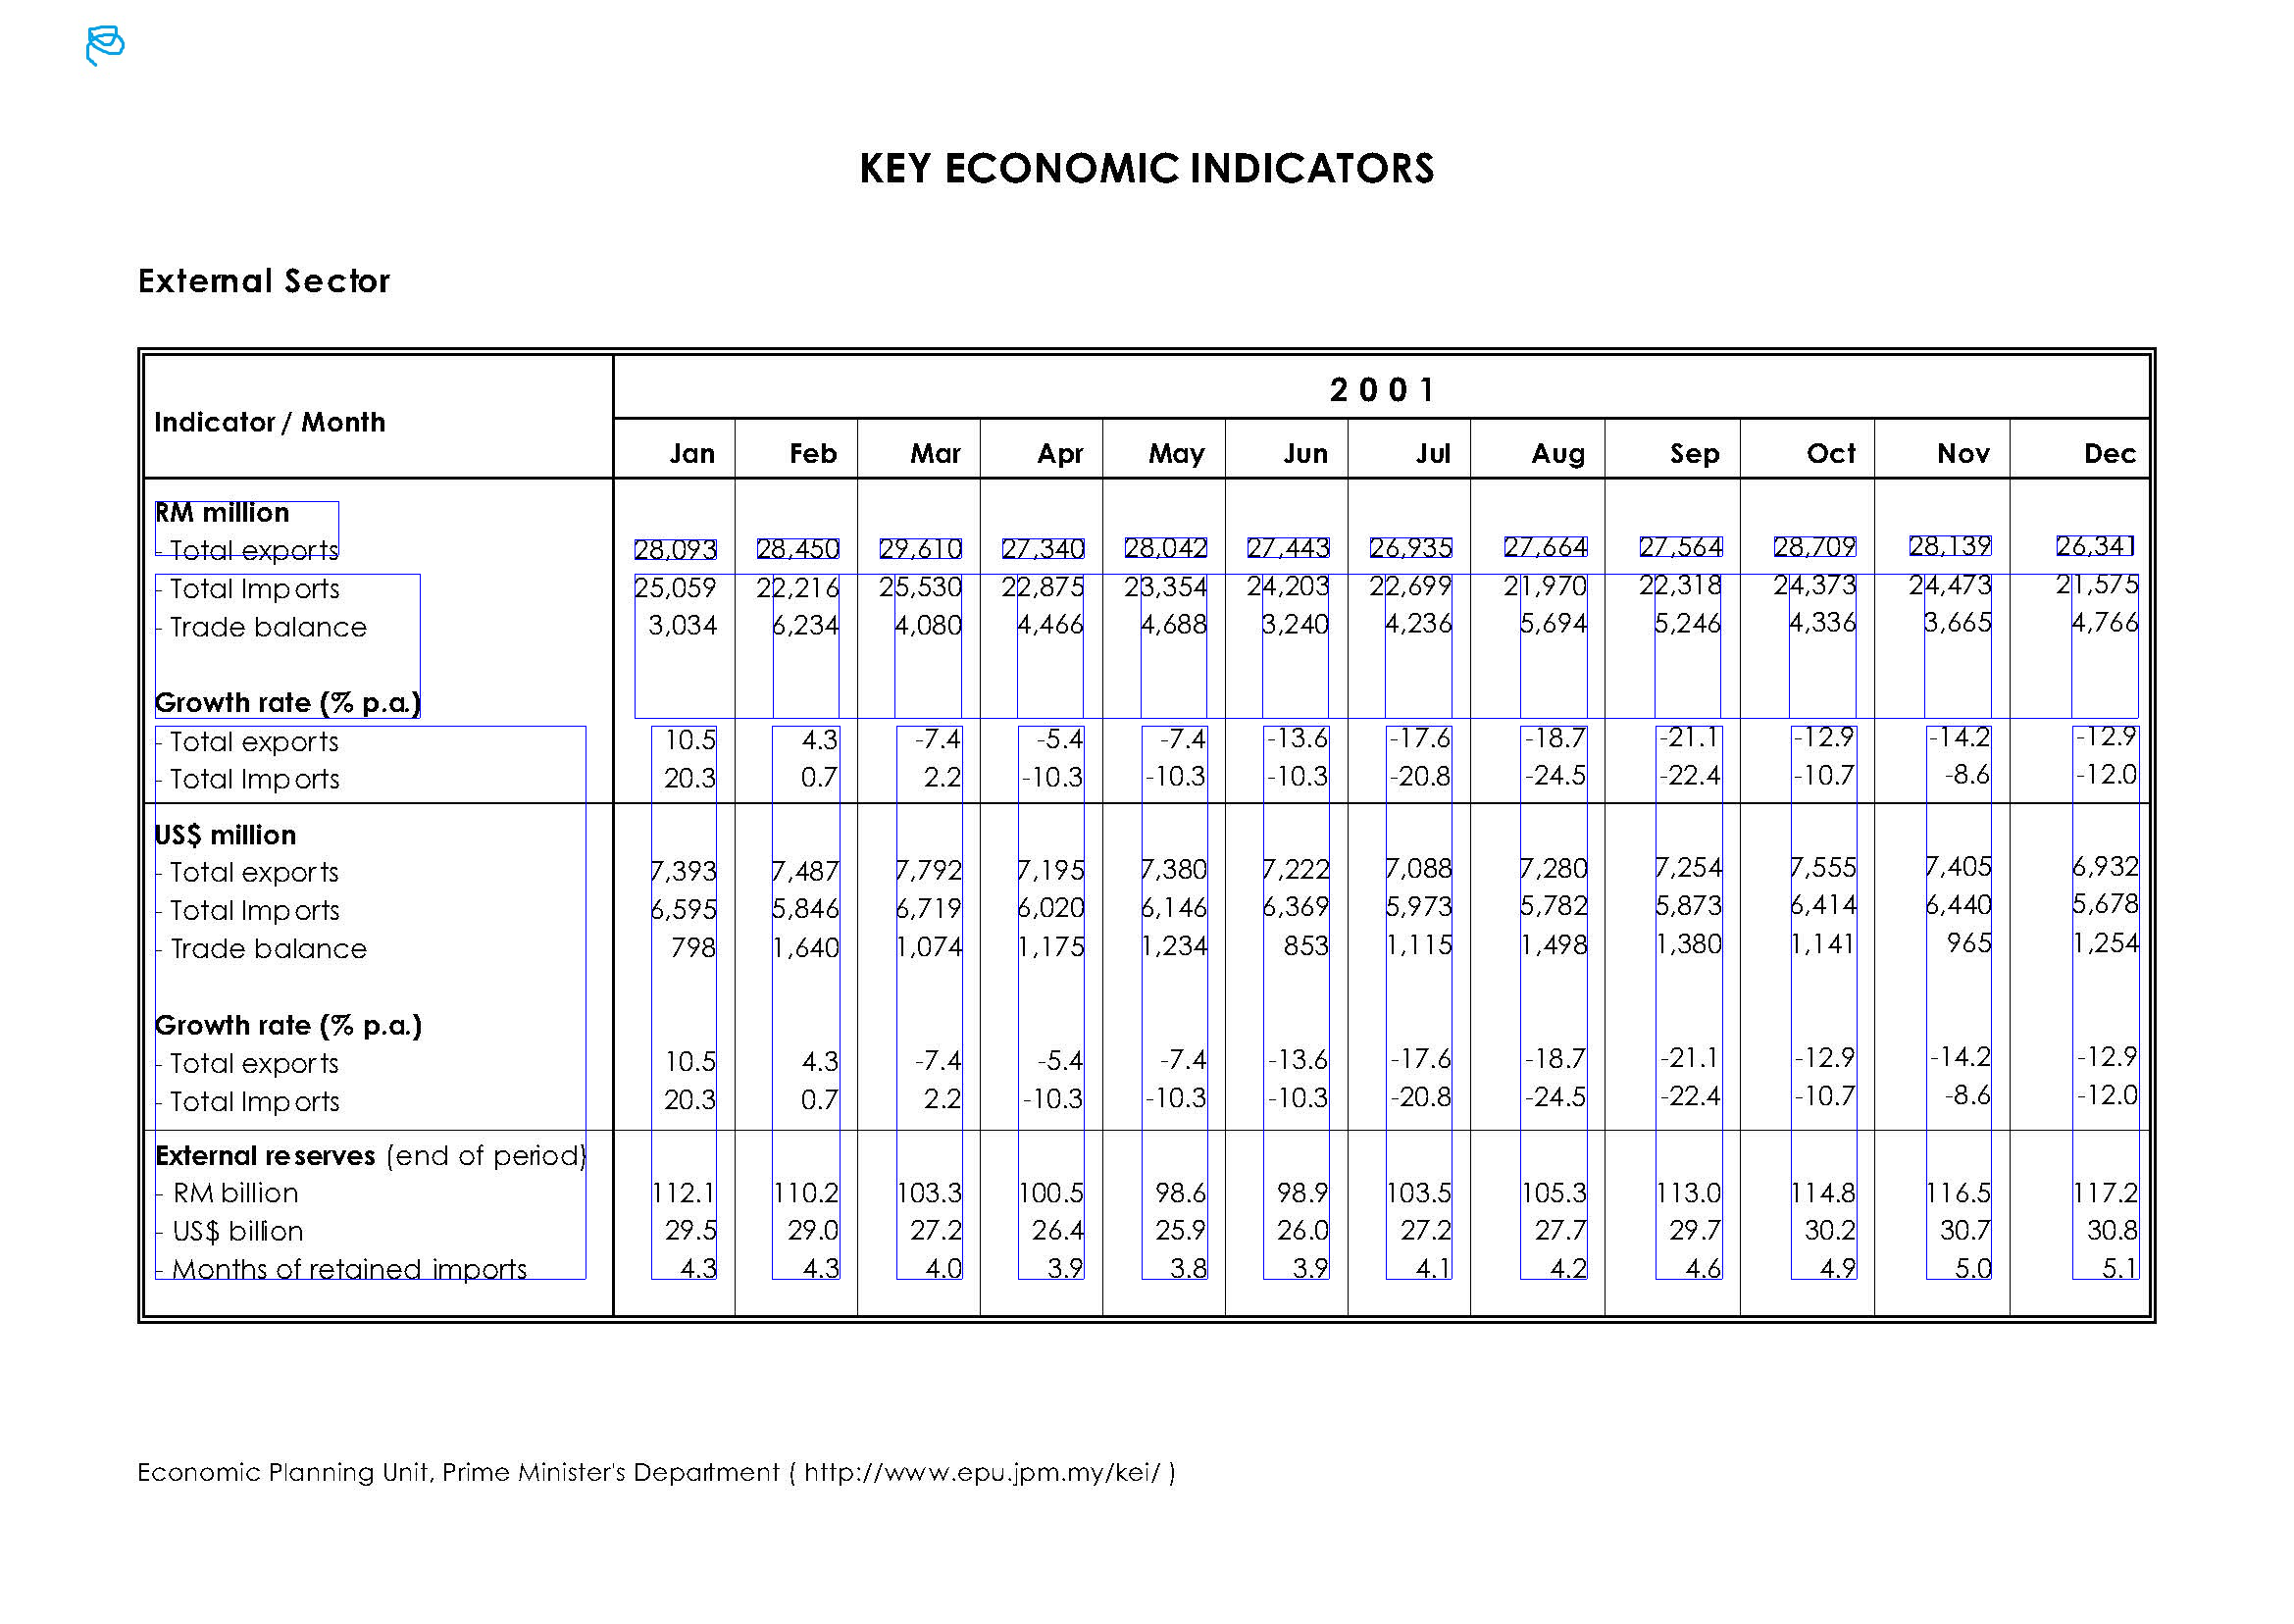 KEY ECONOMIC INDICATORS
External Sector
Indicator / Month 2 0 0 1
Jan Feb Mar Apr May Jun Jul Aug Sep Oct Nov Dec
RM million
- Total exports 28,093 28,450 29,610 27,340 28,042 27,443 26,935 27,664 27,564 28,709 28,139 26,341
- Total Imports 25,059 22,216 25,530 22,875 23,354 24,203 22,699 21,970 22,318 24,373 24,473 21,575
- Trade balance 3,034 6,234 4,080 4,466 4,688 3,240 4,236 5,694 5,246 4,336 3,665 4,766
Growth rate (% p.a.)
- Total exports 10.5 4.3 -7.4 -5.4 -7.4 -13.6 -17.6 -18.7 -21.1 -12.9 -14.2 -12.9
- Total Imports 20.3 0.7 2.2 -10.3 -10.3 -10.3 -20.8 -24.5 -22.4 -10.7 -8.6 -12.0
US$ million
- Total exports 7,393 7,487 7,792 7,195 7,380 7,222 7,088 7,280 7,254 7,555 7,405 6,932
- Total Imports 6,595 5,846 6,719 6,020 6,146 6,369 5,973 5,782 5,873 6,414 6,440 5,678
- Trade balance 798 1,640 1,074 1,175 1,234 853 1,115 1,498 1,380 1,141 965 1,254
Growth rate (% p.a.)
- Total exports 10.5 4.3 -7.4 -5.4 -7.4 -13.6 -17.6 -18.7 -21.1 -12.9 -14.2 -12.9
- Total Imports 20.3 0.7 2.2 -10.3 -10.3 -10.3 -20.8 -24.5 -22.4 -10.7 -8.6 -12.0
External reserves (end of period)
- RM billion 112.1 110.2 103.3 100.5 98.6 98.9 103.5 105.3 113.0 114.8 116.5 117.2
- US$ billion 29.5 29.0 27.2 26.4 25.9 26.0 27.2 27.7 29.7 30.2 30.7 30.8
- Months of retained imports 4.3 4.3 4.0 3.9 3.8 3.9 4.1 4.2 4.6 4.9 5.0 5.1
Economic Planning Unit, Prime Minister's Department ( http://www.epu.jpm.my/kei/ )